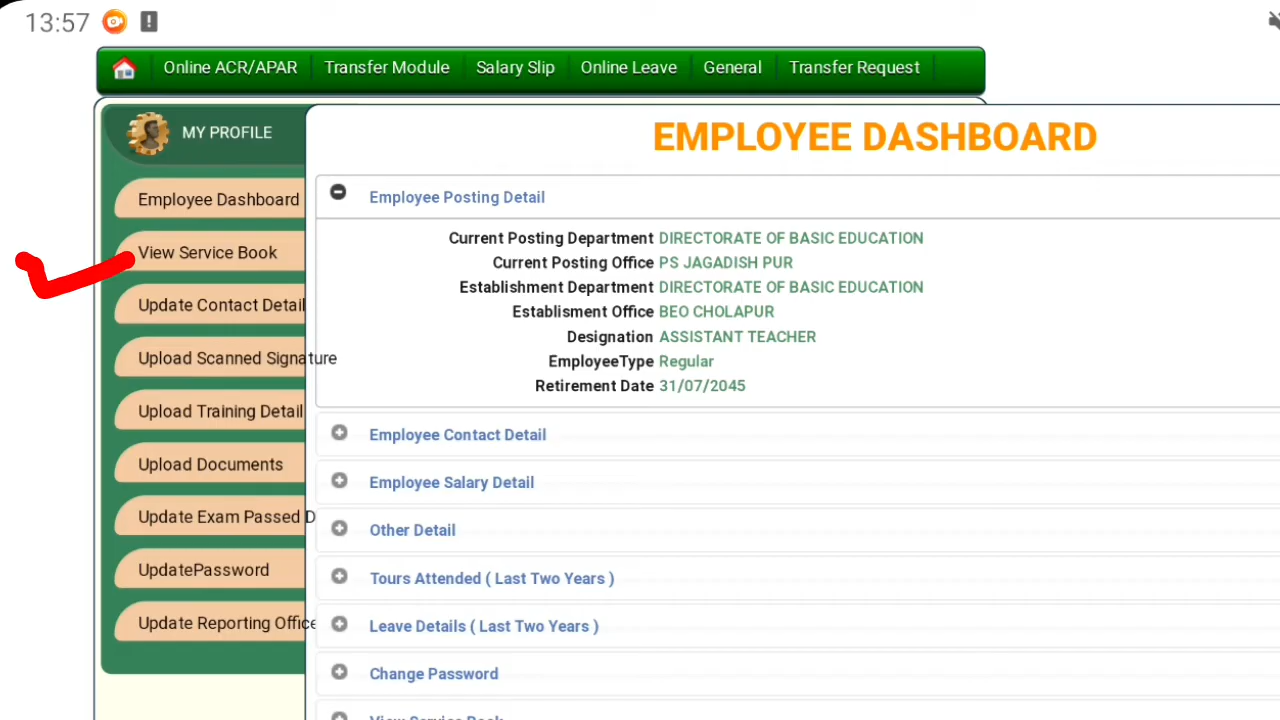 13:57
Online ACR/APAR Transfer Module Salary Slip Online Leave General Transfer Request
MY PROFILE
Employee Dashboard
View Service Book
Update Contact Detail
Upload Scanned Signature
Upload Training Detail
Upload Documents
Update Exam Passed D
UpdatePassword
Update Reporting Office
EMPLOYEE DASHBOARD
Employee Posting Detail
Current Posting Department DIRECTORATE OF BASIC EDUCATION
Current Posting Office PS JAGADISH PUR
Establishment Department DIRECTORATE OF BASIC EDUCATION
Establisment Office BEO CHOLAPUR
Designation ASSISTANT TEACHER
EmployeeType Regular
Retirement Date 31/07/2045
Employee Contact Detail
Employee Salary Detail
Other Detail
Tours Attended ( Last Two Years )
Leave Details ( Last Two Years )
Change Password
View Service Book